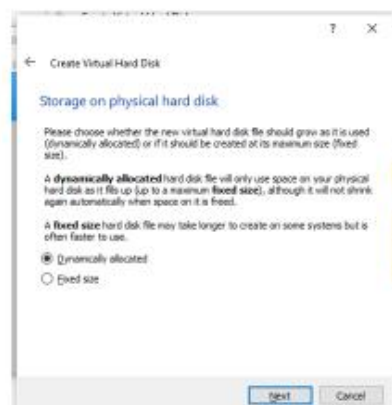 ? ×
← Create Virtual Hard Disk
Storage on physical hard disk
Please choose whether the new virtual hard disk file should grow as it is used
(dynamically allocated) or if it should be created at its maximum size (fixed
size).
A dynamically allocated hard disk file will only use space on your physical
hard disk as it fills up (up to a maximum fixed size), although it will not shrink
again automatically when space on it is freed.
A fixed size hard disk file may take longer to create on some systems but is
often faster to use.
Dynamically allocated
Fixed size
Next Cancel